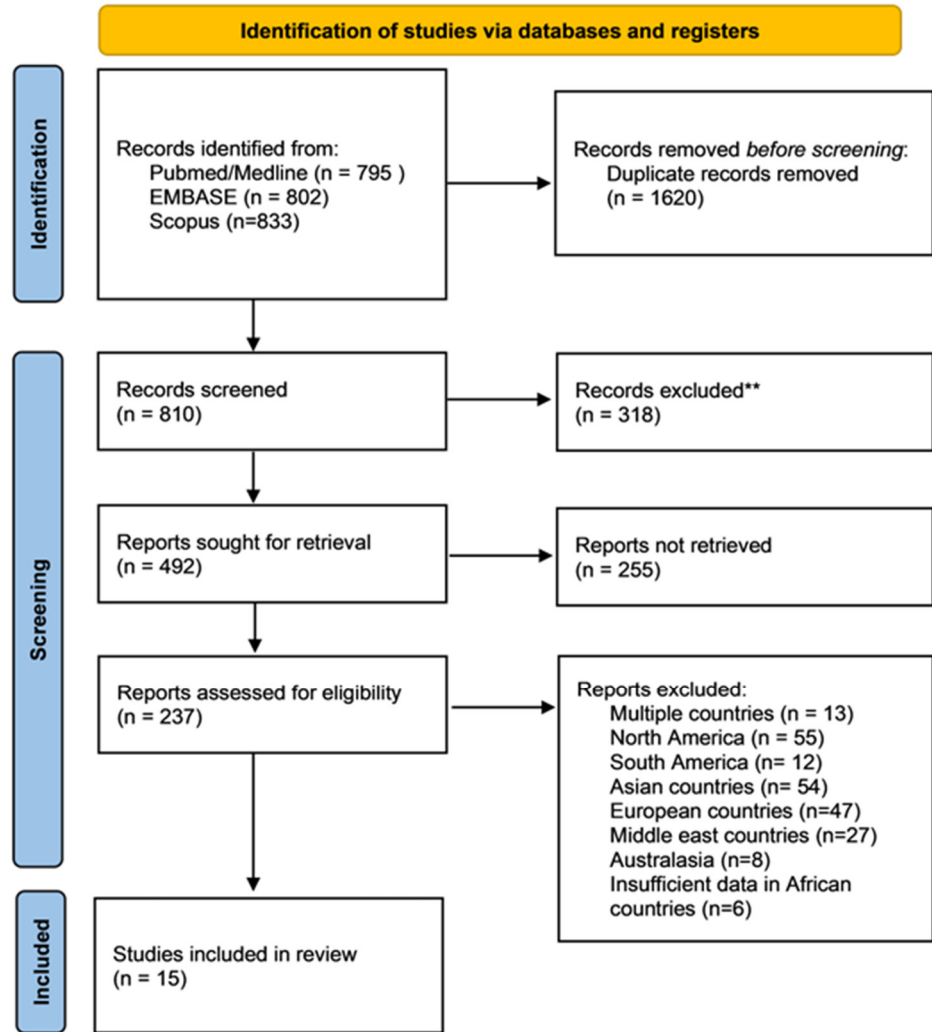 Identification of studies via databases and registers
Identification
Records identified from:
Pubmed/Medline (n = 795 )
EMBASE (n = 802)
Scopus (n=833)
Records removed before screening:
Duplicate records removed
(n = 1620)
Screening
Records screened
(n = 810)
Records excluded**
(n = 318)
Reports sought for retrieval
(n = 492)
Reports not retrieved
(n = 255)
Reports assessed for eligibility
(n = 237)
Reports excluded:
Multiple countries (n = 13)
North America (n = 55)
South America (n= 12)
Asian countries (n= 54)
European countries (n=47)
Middle east countries (n=27)
Australasia (n=8)
Insufficient data in African
countries (n=6)
Included
Studies included in review
(n = 15)